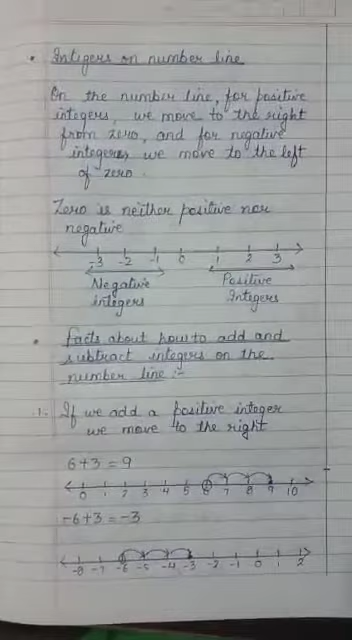 • Integers on number line
On the number line, for positive
integers, we move to the right
from zero, and for negative
integers we move to the left
of zero.
Zero is neither positive nor
negative
-3 -2 -1 0 1 2 3
Negative Positive
integers Integers
• facts about how to add and
subtract integers on the
number line :-
1. If we add a positive integer
we move to the right
6+3 = 9
0 1 2 3 4 5 6 7 8 9 10
-6+3 = -3
-8 -7 -6 -5 -4 -3 -2 -1 0 1 2